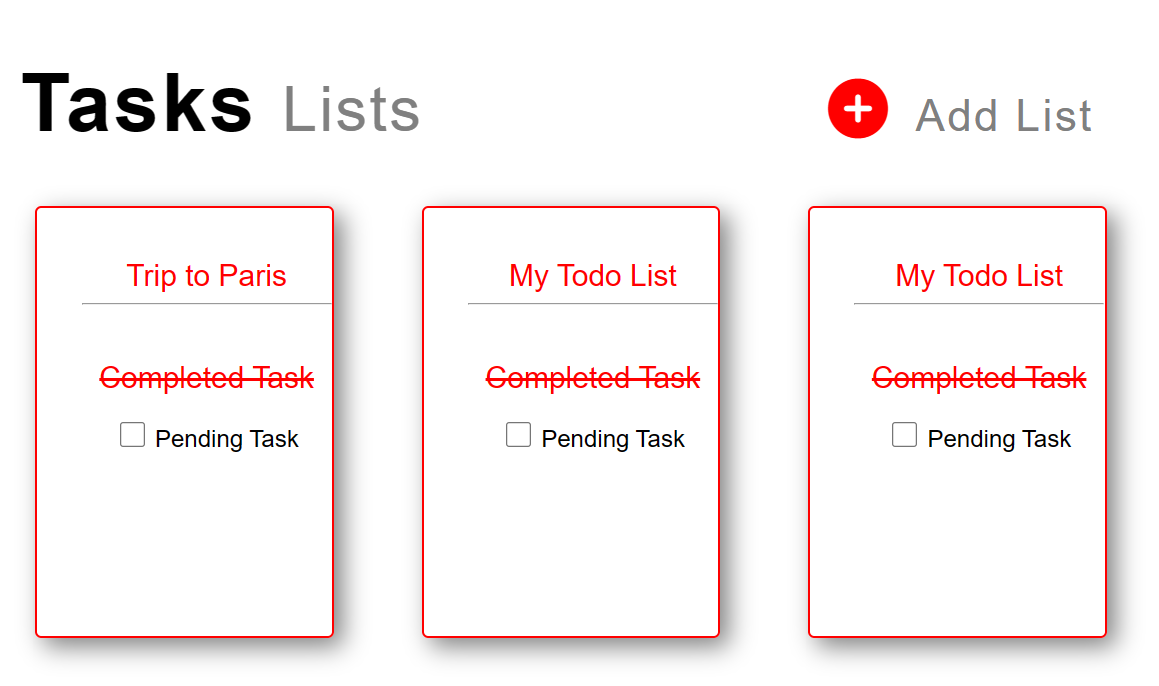 Tasks Lists
Add List
Trip to Paris
Completed Task
Pending Task
My Todo List
Completed Task
Pending Task
My Todo List
Completed Task
Pending Task